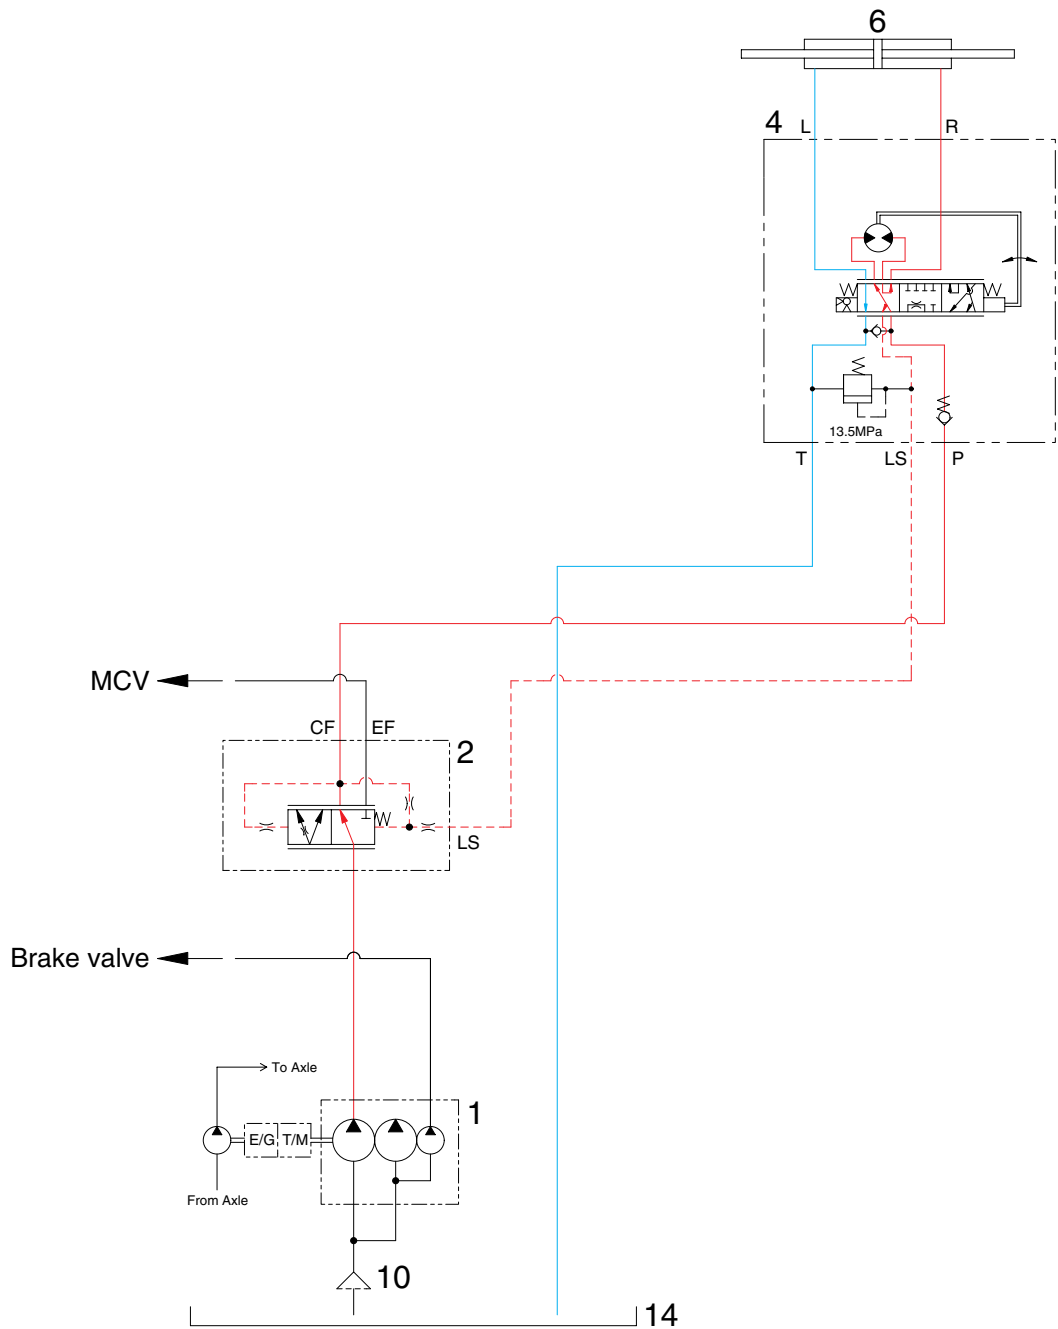 6
4
L
R
13.5MPa
T
LS
P
MCV
CF
EF
2
LS
Brake valve
To Axle
1
E/G
T/M
From Axle
10
14